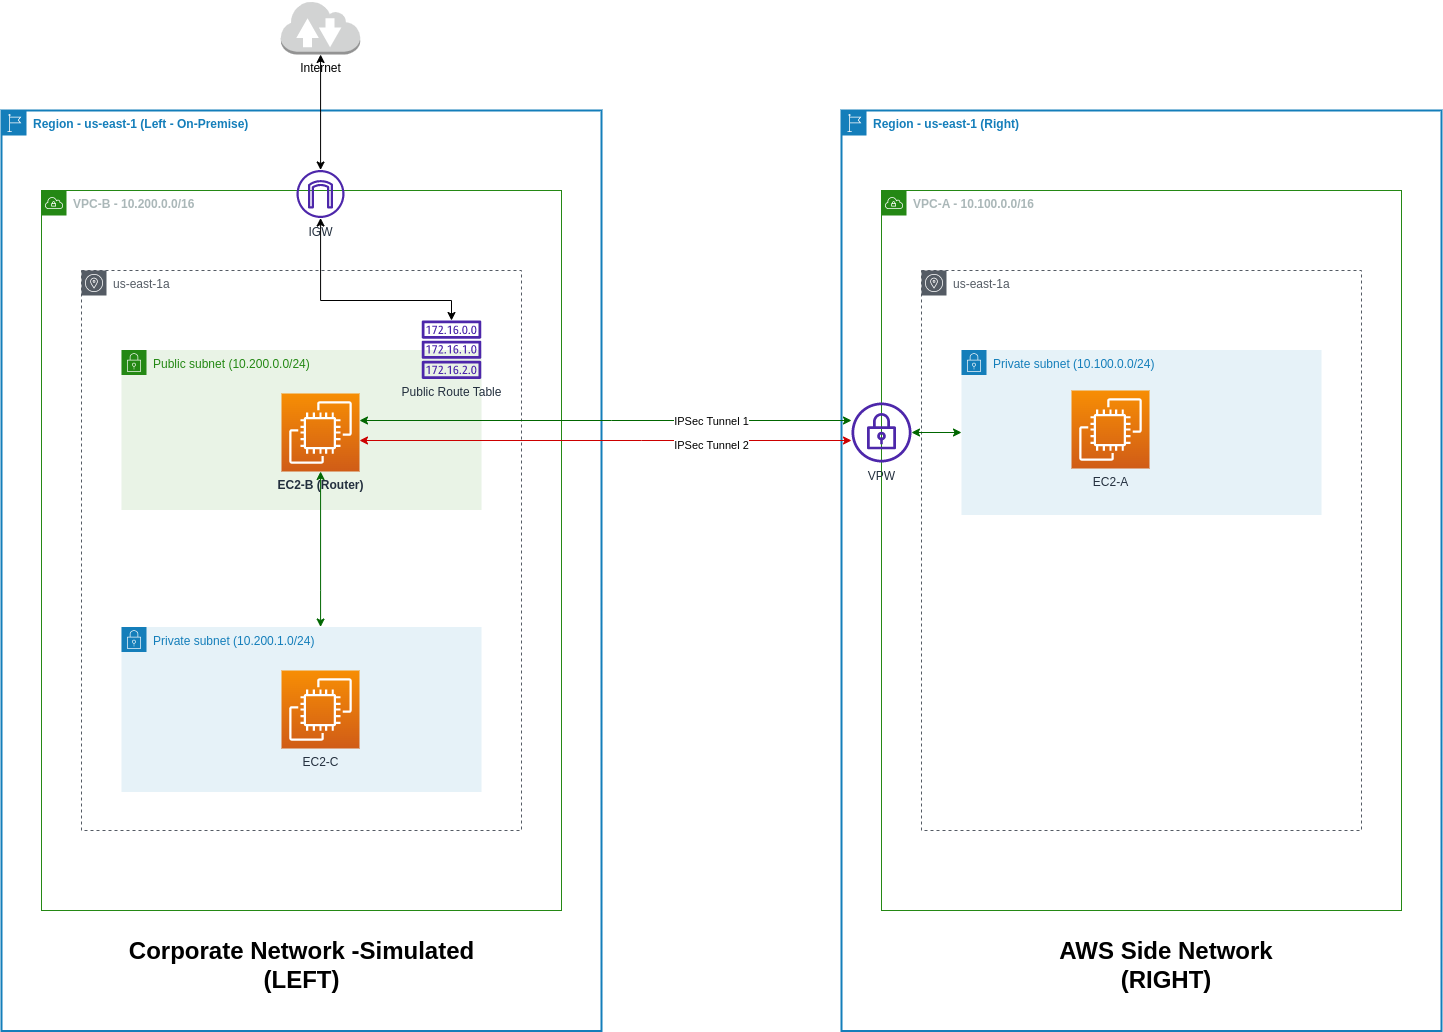 Internet
Region - us-east-1 (Left - On-Premise)
VPC-B - 10.200.0.0/16
IGW
us-east-1a
172.16.0.0
172.16.1.0
172.16.2.0
Public Route Table
Public subnet (10.200.0.0/24)
EC2-B (Router)
Private subnet (10.200.1.0/24)
EC2-C
Corporate Network -Simulated
(LEFT)
IPSec Tunnel 1
IPSec Tunnel 2
Region - us-east-1 (Right)
VPC-A - 10.100.0.0/16
us-east-1a
VPW
Private subnet (10.100.0.0/24)
EC2-A
AWS Side Network
(RIGHT)